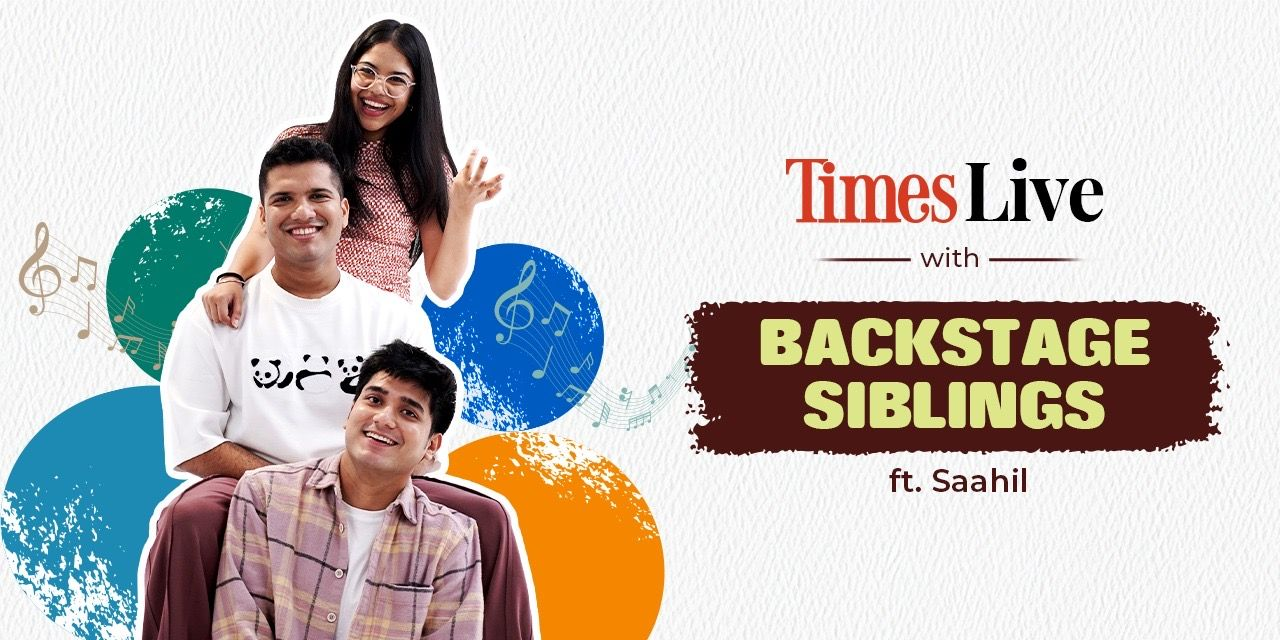 Times Live
with
BACKSTAGE
SIBLINGS
ft. Saahil